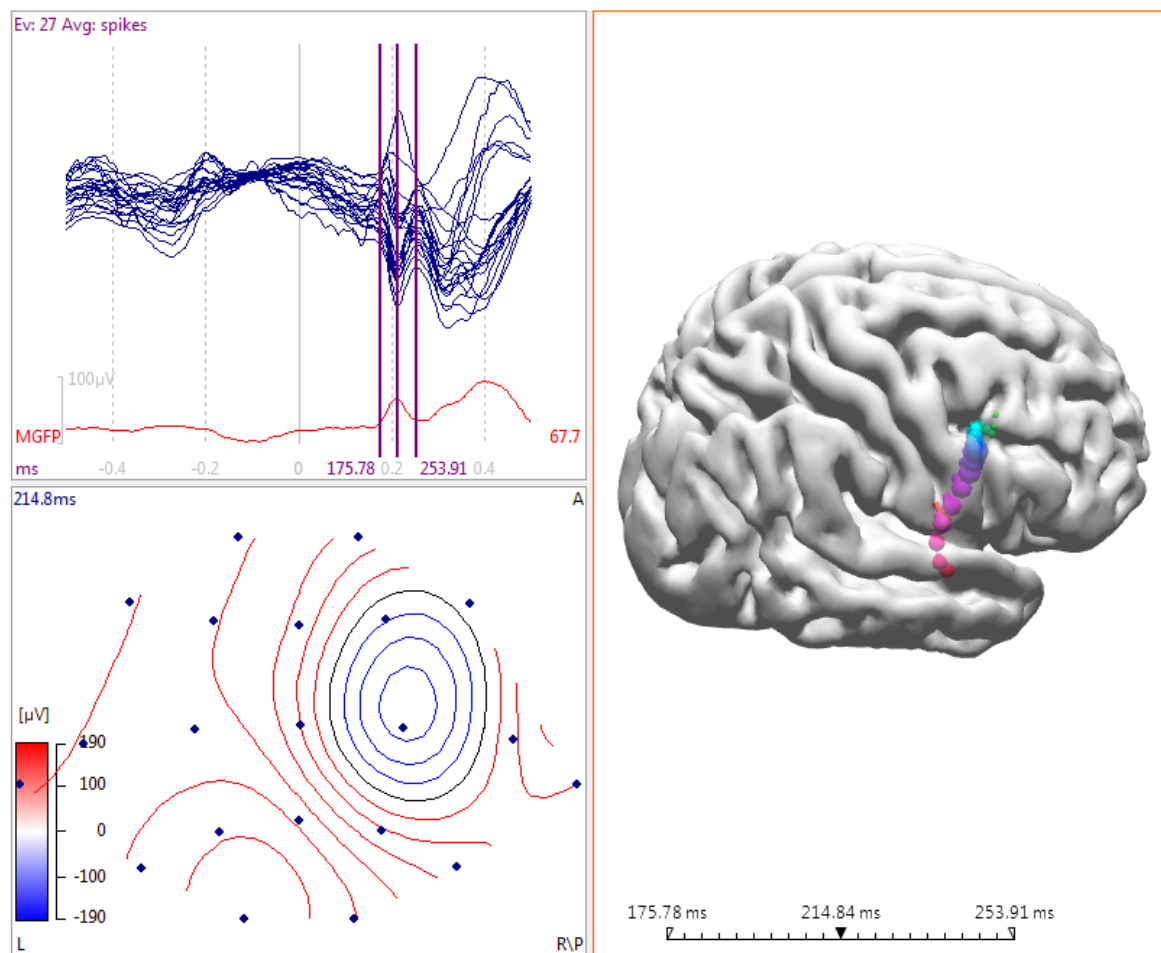 Ev: 27 Avg: spikes
100µV
MGFP 67.7
ms -0.4 -0.2 0 175.78 0.2 253.91 0.4
214.8ms A
[µV]
190
100
0
-100
-190
L R\P
175.78 ms 214.84 ms 253.91 ms